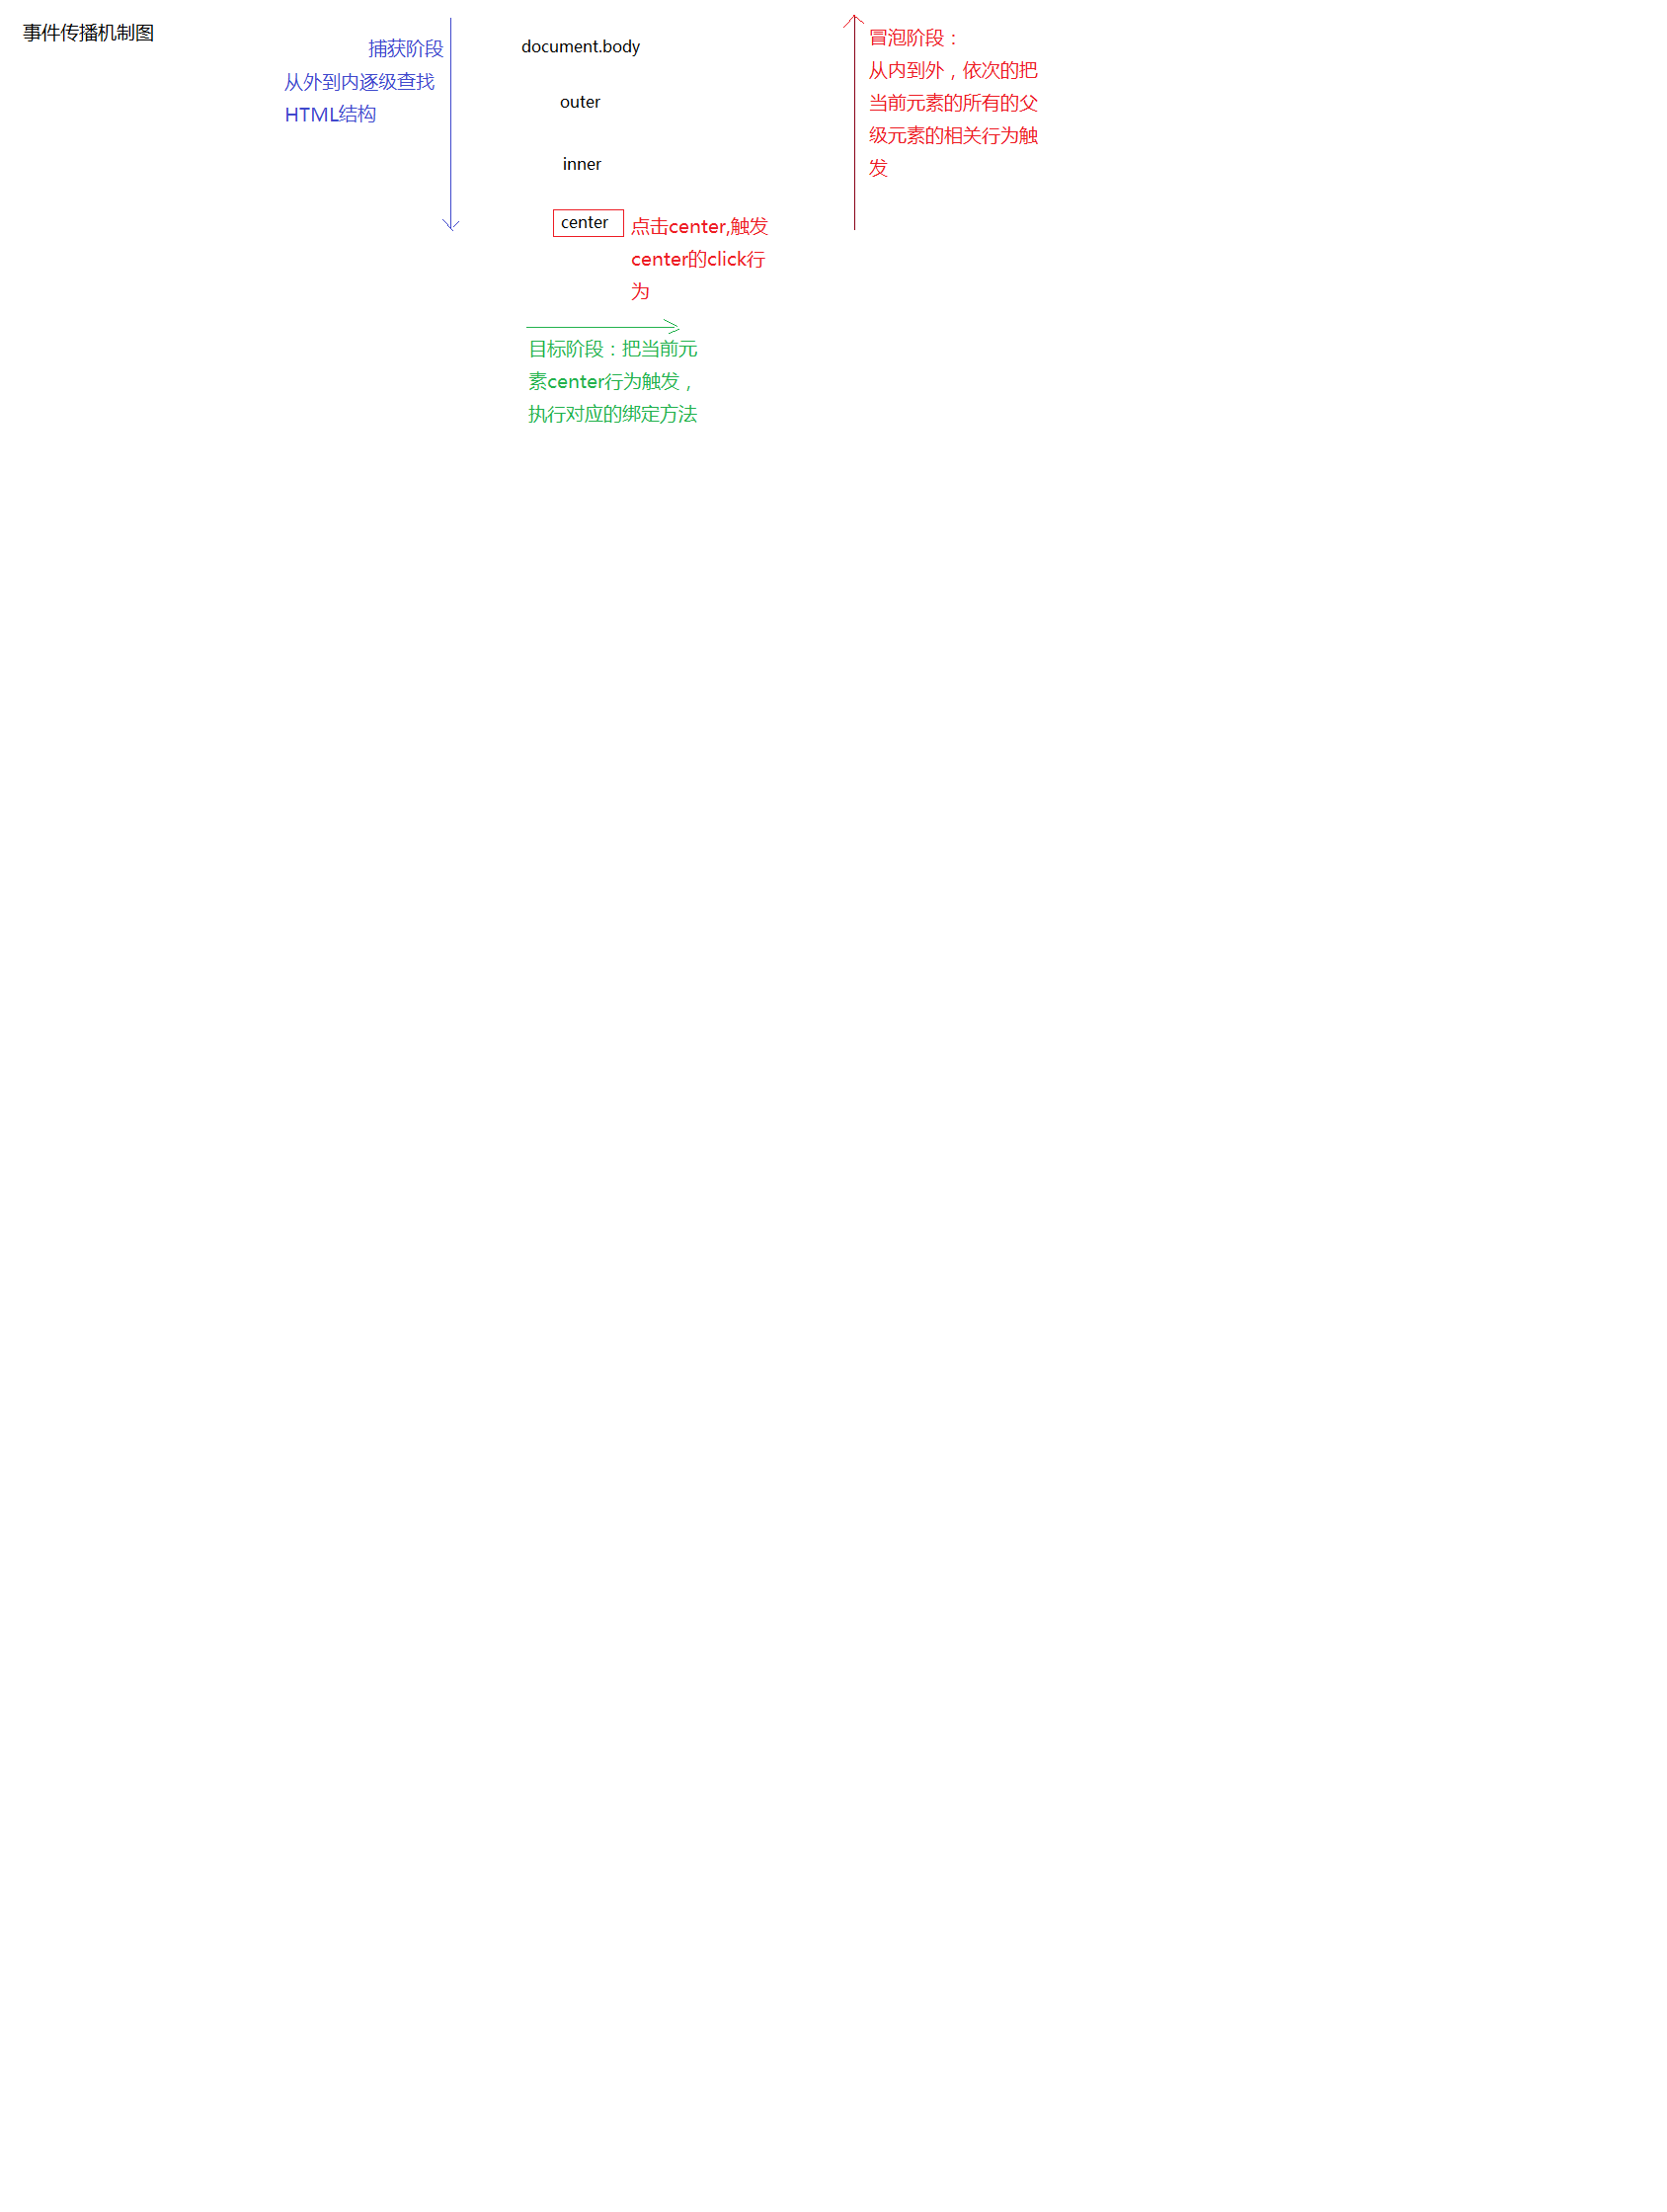 事件传播机制图
捕获阶段
从外到内逐级查找
HTML结构
document.body
outer
inner
center
点击center,触发
center的click行
为
目标阶段：把当前元
素center行为触发，
执行对应的绑定方法
冒泡阶段：
从内到外，依次的把
当前元素的所有的父
级元素的相关行为触
发